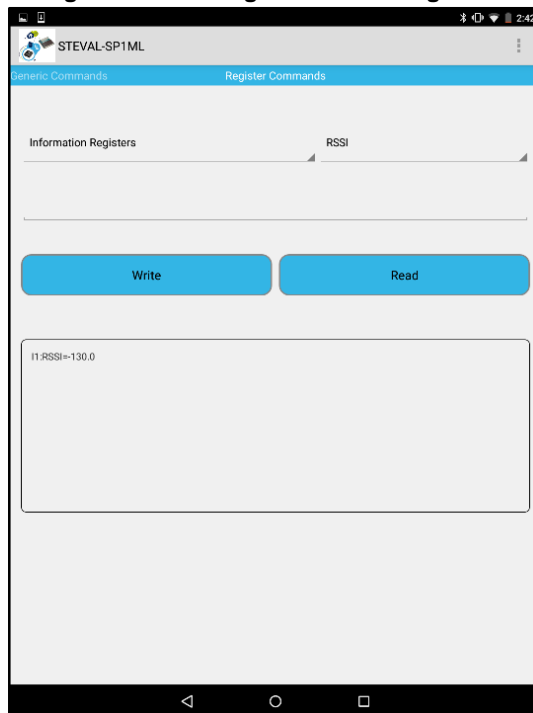 2:42
STEVAL-SP1ML
Generic Commands Register Commands
Information Registers RSSI
Write Read
I1:RSSI=-130.0